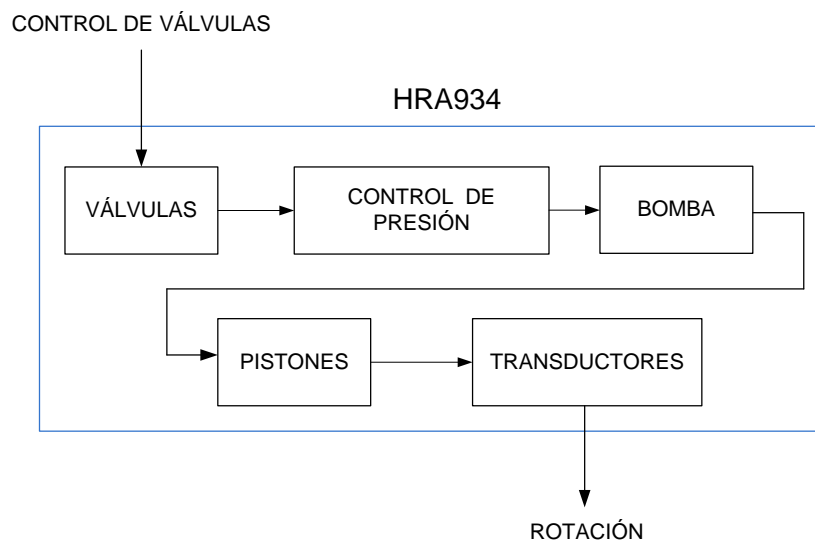 CONTROL DE VÁLVULAS
HRA934
VÁLVULAS
CONTROL DE
PRESIÓN
BOMBA
PISTONES
TRANSDUCTORES
ROTACIÓN